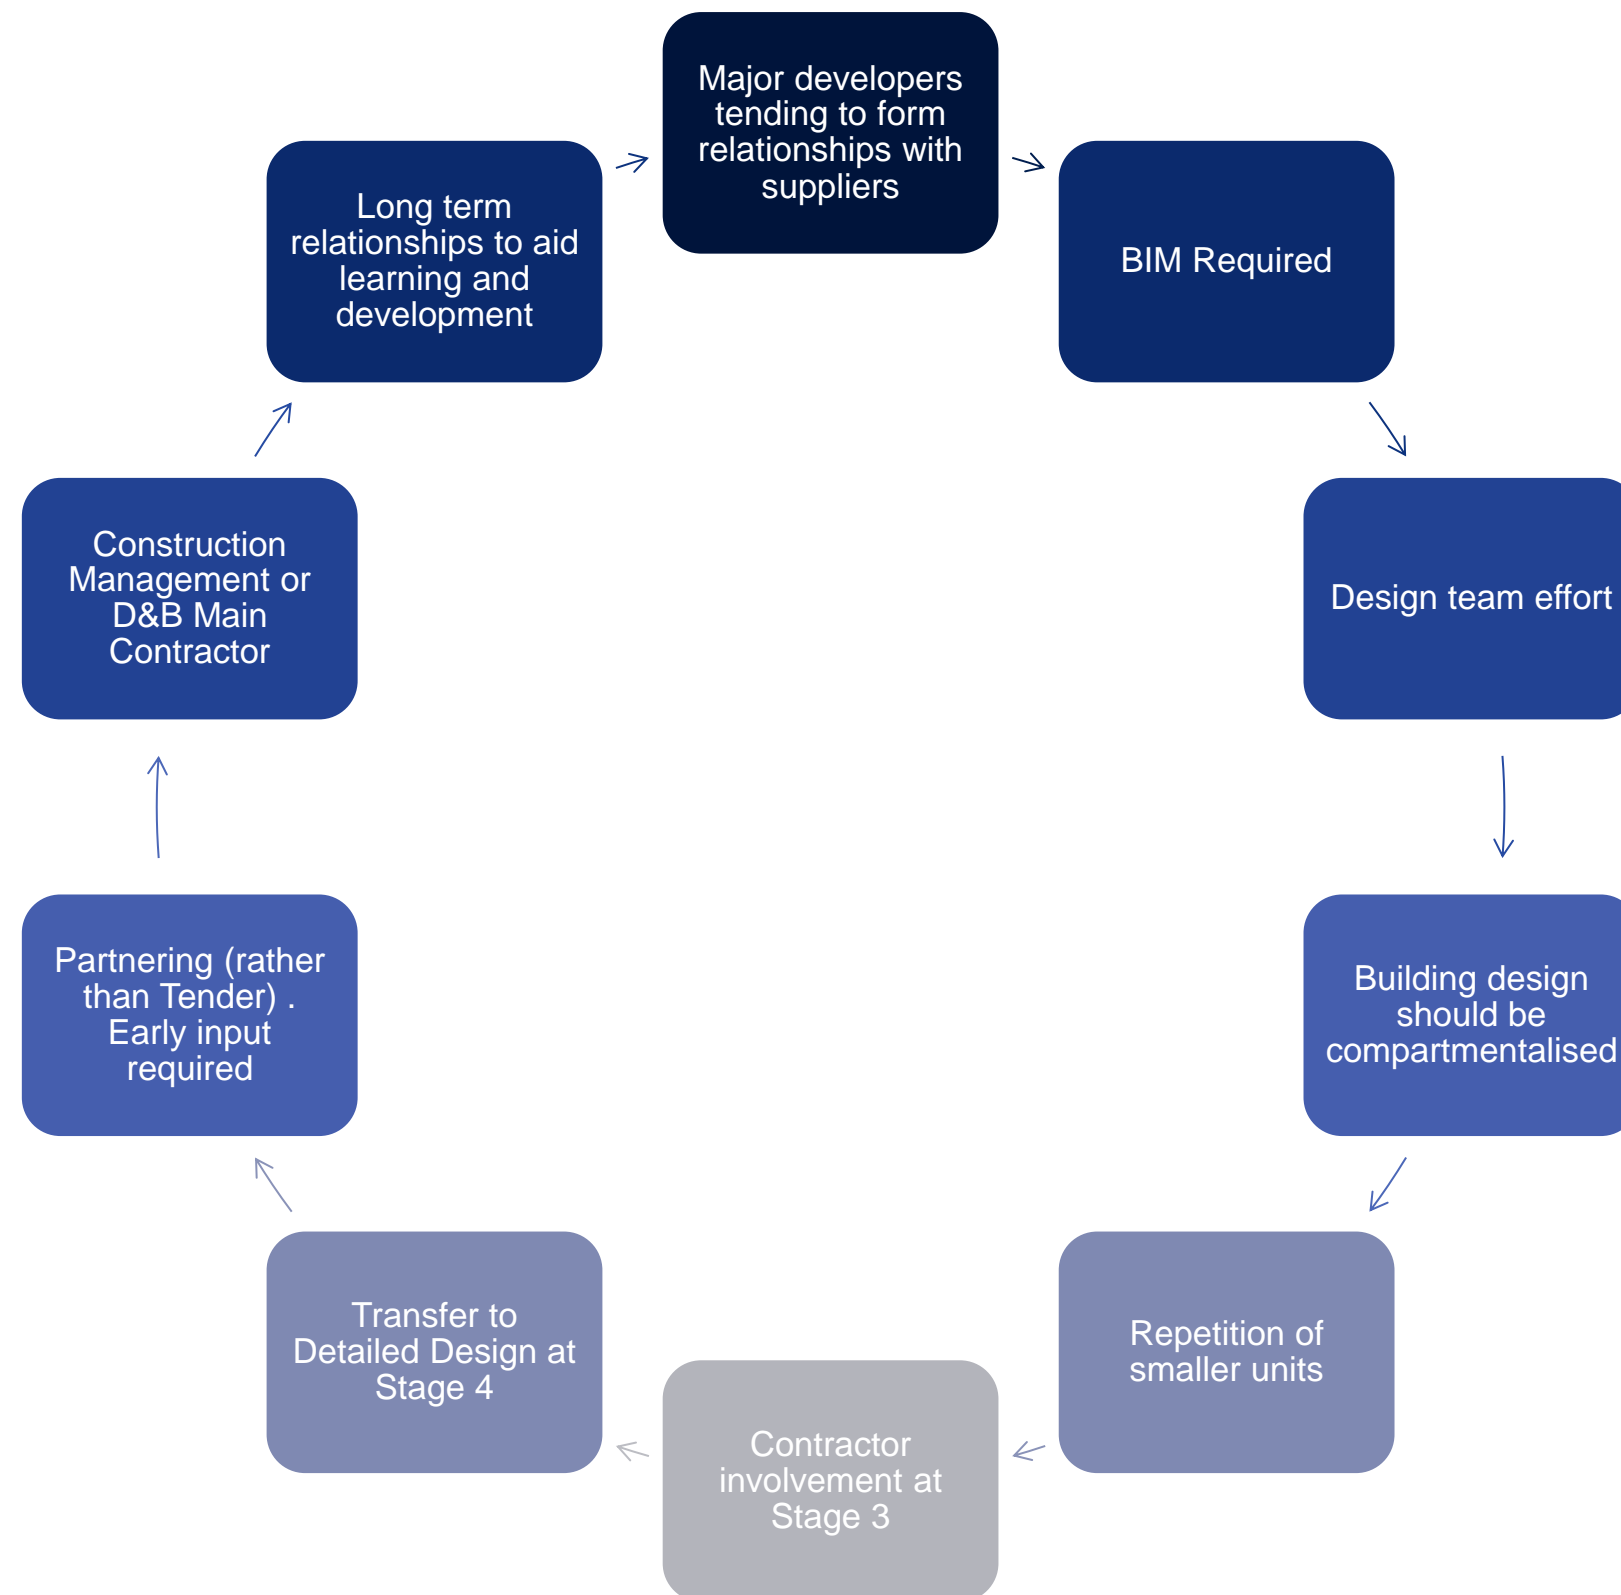 Major developers
tending to form
relationships with
suppliers
BIM Required
Design team effort
Building design
should be
compartmentalised
Repetition of
smaller units
Contractor
involvement at
Stage 3
Transfer to
Detailed Design at
Stage 4
Partnering (rather
than Tender) .
Early input
required
Construction
Management or
D&B Main
Contractor
Long term
relationships to aid
learning and
development